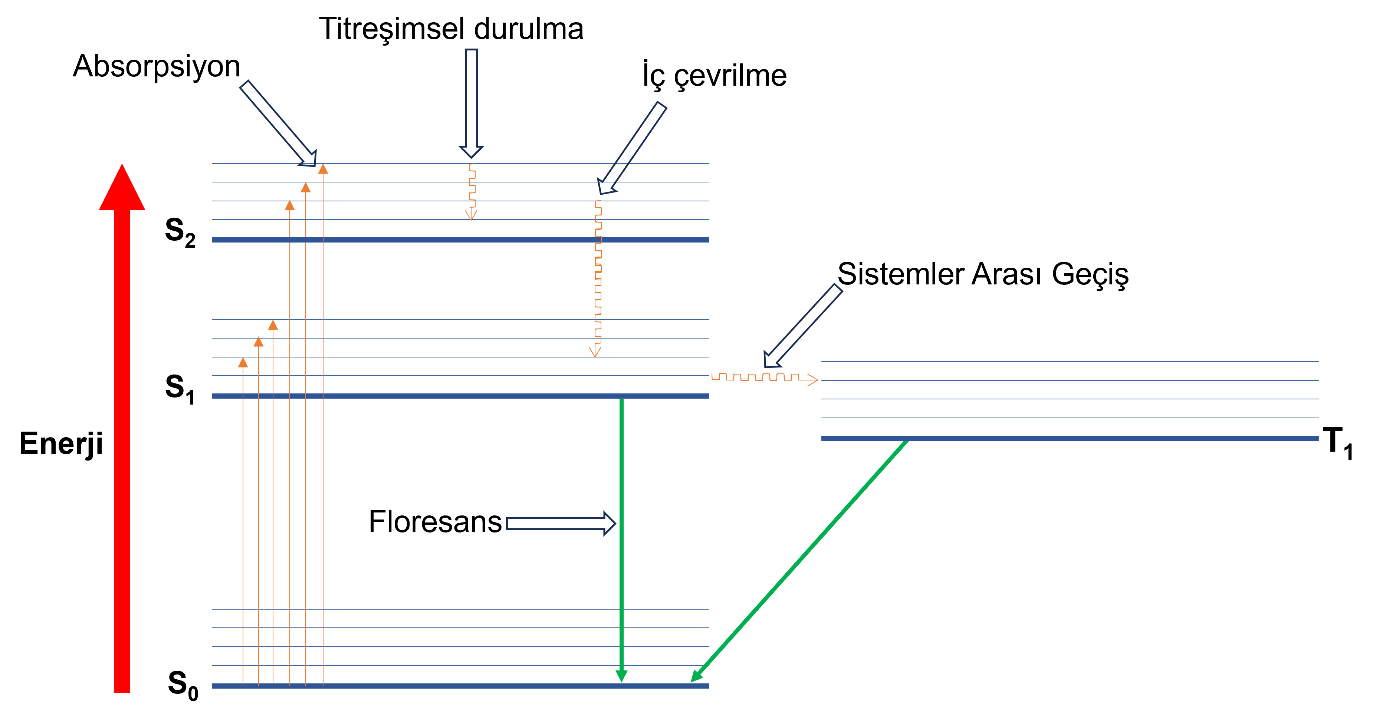 Titreşimsel durulma
Absorpsiyon
İç çevrilme
S2
Sistemler Arası Geçiş
S1
Enerji
T1
Floresans
S0